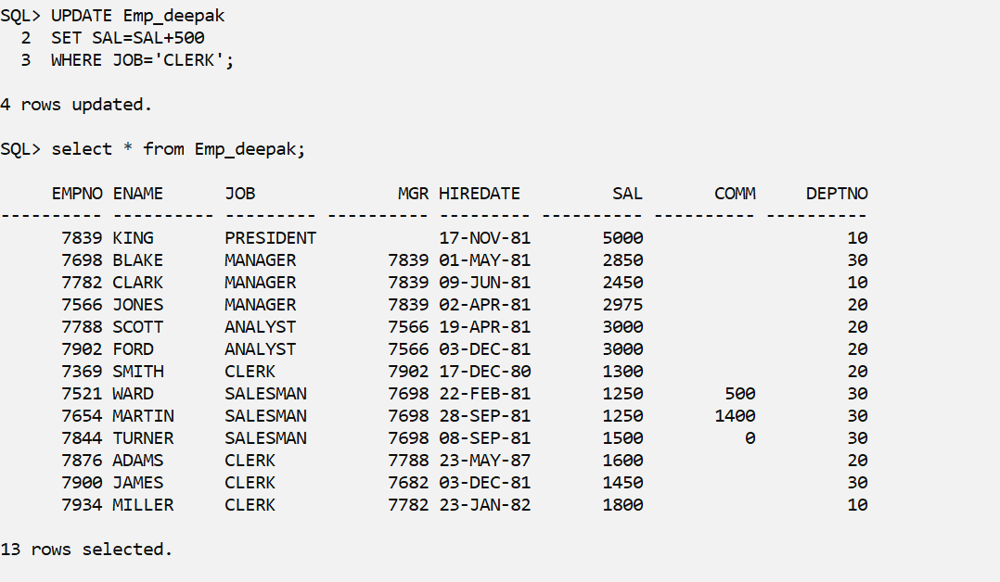 SQL> UPDATE Emp_deepak
  2  SET SAL=SAL+500
  3  WHERE JOB='CLERK';
4 rows updated.
SQL> select * from Emp_deepak;
     EMPNO ENAME      JOB              MGR HIREDATE         SAL       COMM     DEPTNO
---------- ---------- --------- ---------- --------- ---------- ---------- ----------
      7839 KING       PRESIDENT            17-NOV-81       5000                    10
      7698 BLAKE      MANAGER         7839 01-MAY-81       2850                    30
      7782 CLARK      MANAGER         7839 09-JUN-81       2450                    10
      7566 JONES      MANAGER         7839 02-APR-81       2975                    20
      7788 SCOTT      ANALYST         7566 19-APR-81       3000                    20
      7902 FORD       ANALYST         7566 03-DEC-81       3000                    20
      7369 SMITH      CLERK           7902 17-DEC-80       1300                    20
      7521 WARD       SALESMAN        7698 22-FEB-81       1250        500         30
      7654 MARTIN     SALESMAN        7698 28-SEP-81       1250       1400         30
      7844 TURNER     SALESMAN        7698 08-SEP-81       1500          0         30
      7876 ADAMS      CLERK           7788 23-MAY-87       1600                    20
      7900 JAMES      CLERK           7682 03-DEC-81       1450                    30
      7934 MILLER     CLERK           7782 23-JAN-82       1800                    10
13 rows selected.